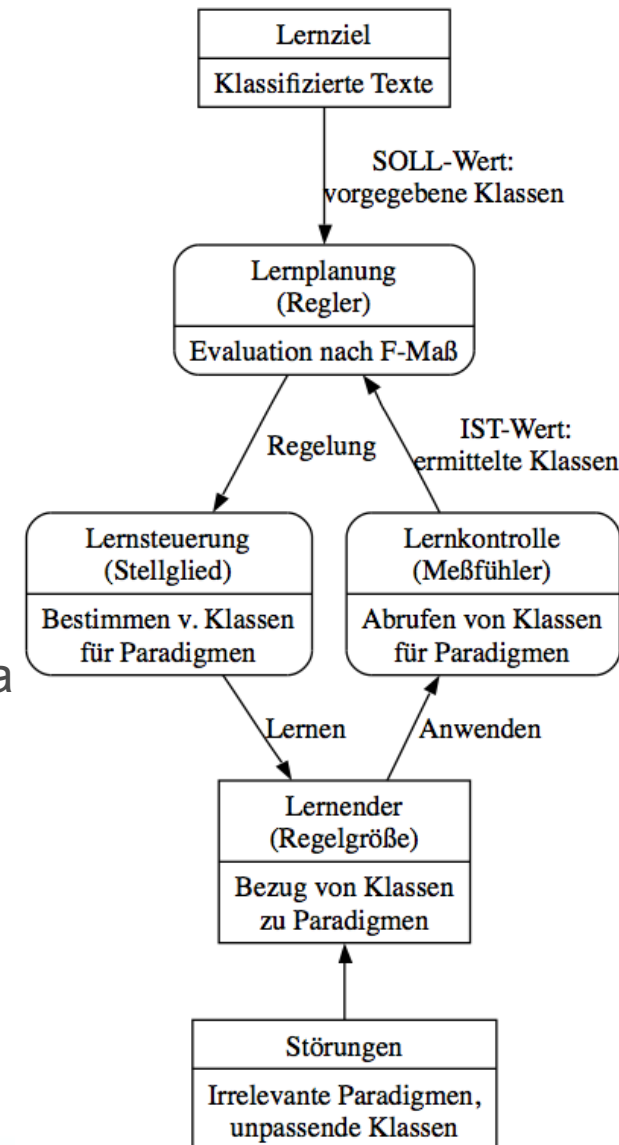 Lernziel
Klassifizierte Texte
SOLL-Wert:
vorgegebene Klassen
Lernplanung
(Regler)
Evaluation nach F-Maß
Regelung
IST-Wert:
ermittelte Klassen
Lernsteuerung
(Stellglied)
Bestimmen v. Klassen
für Paradigmen
Lernkontrolle
(Meßfühler)
Abrufen von Klassen
für Paradigmen
a
Lernen
Anwenden
Lernender
(Regelgröße)
Bezug von Klassen
zu Paradigmen
Störungen
Irrelevante Paradigmen,
unpassende Klassen